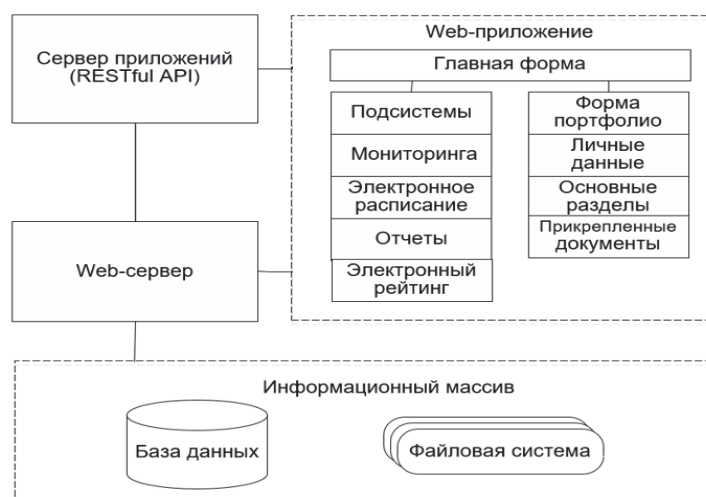 Сервер приложений
(RESTful API)
Web-сервер
Web-приложение
Главная форма
Подсистемы
Мониторинга
Электронное
расписание
Отчеты
Электронный
рейтинг
Форма
портфолио
Личные
данные
Основные
разделы
Прикрепленные
документы
Информационный массив
База данных
Файловая система